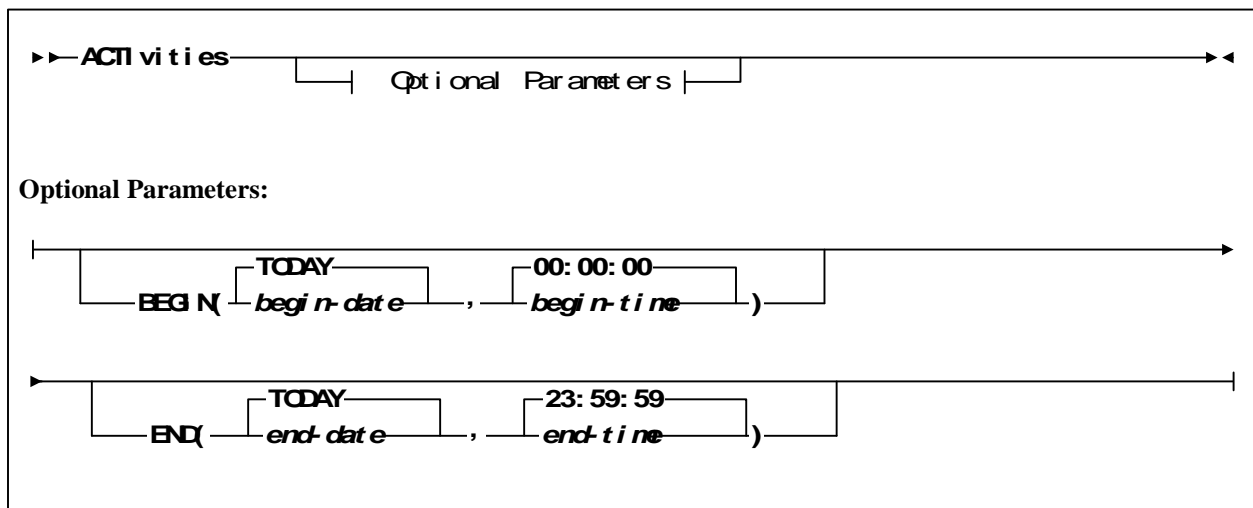 ACTIvities
Optional Parameters
Optional Parameters:
TODAY 00:00:00
BEGIN( begin-date , begin-time )
TODAY 23:59:59
END( end-date , end-time )